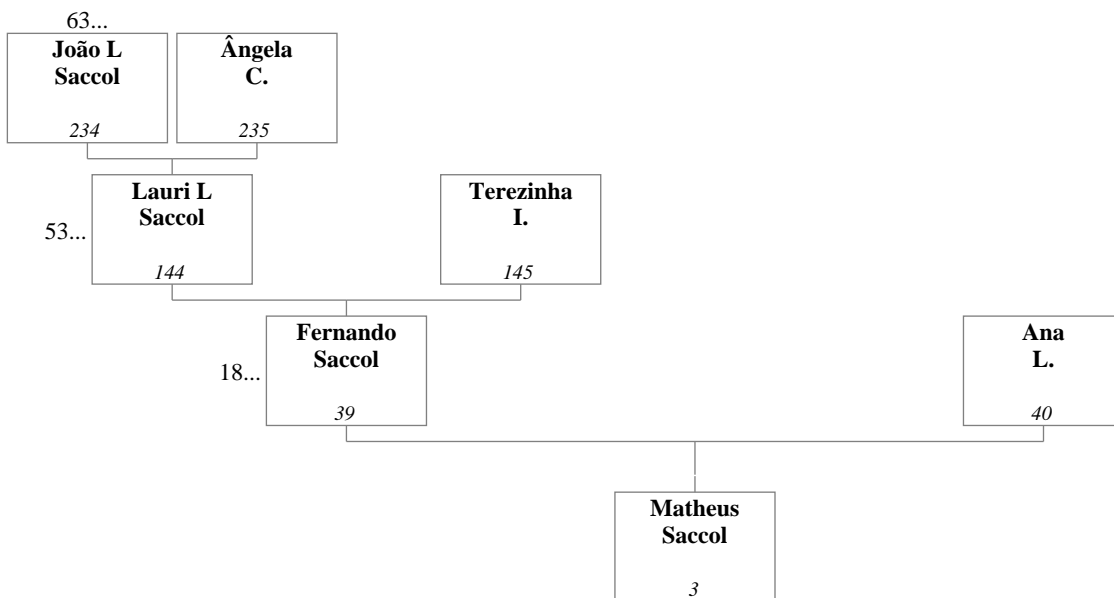 63...
João L
Saccol
234
Ângela
C.
235
53...
Lauri L
Saccol
144
Terezinha
I.
145
18...
Fernando
Saccol
39
Ana
L.
40
Matheus
Saccol
3